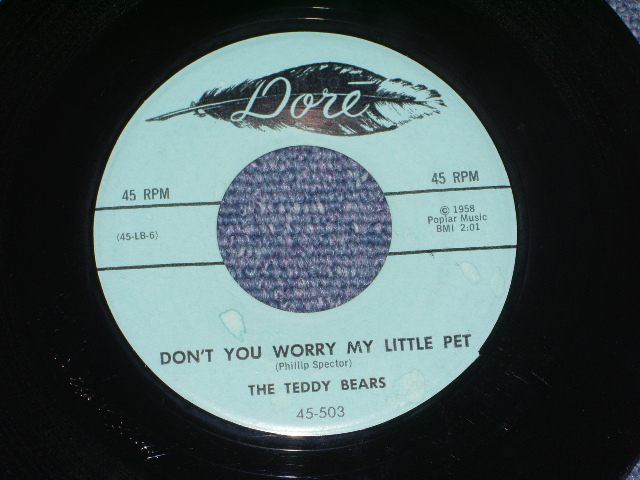 Dorē
45 RPM
45 RPM
(45-LB-6)
© 1958
Poplar Music
BMI 2:01
DON'T YOU WORRY MY LITTLE PET
(Phillip Spector)
THE TEDDY BEARS
45-503